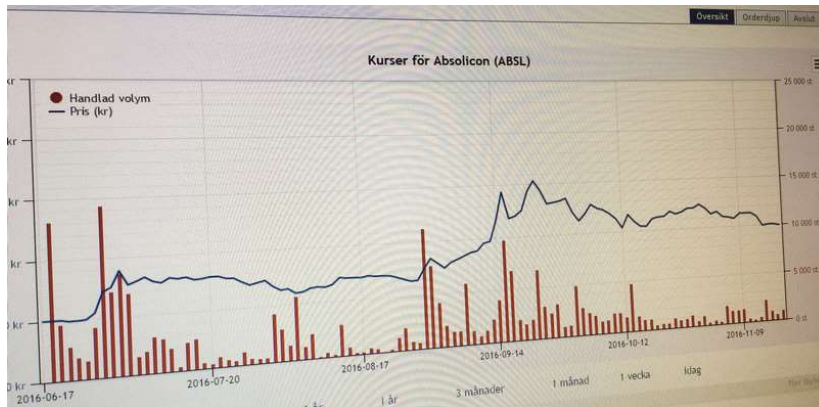 Översikt
Orderdjup
Avslut
Kurser för Absolicon (ABSL)
Handlad volym
Pris (kr)
kr
kr
kr
kr
0 kr
0 kr
25 000 st
20 000 st
15 000 st
10 000 st
5 000 st
0 st
2016-06-17
2016-07-20
2016-08-17
2016-09-14
2016-10-12
2016-11-09
1 år
3 månader
1 månad
1 vecka
Idag